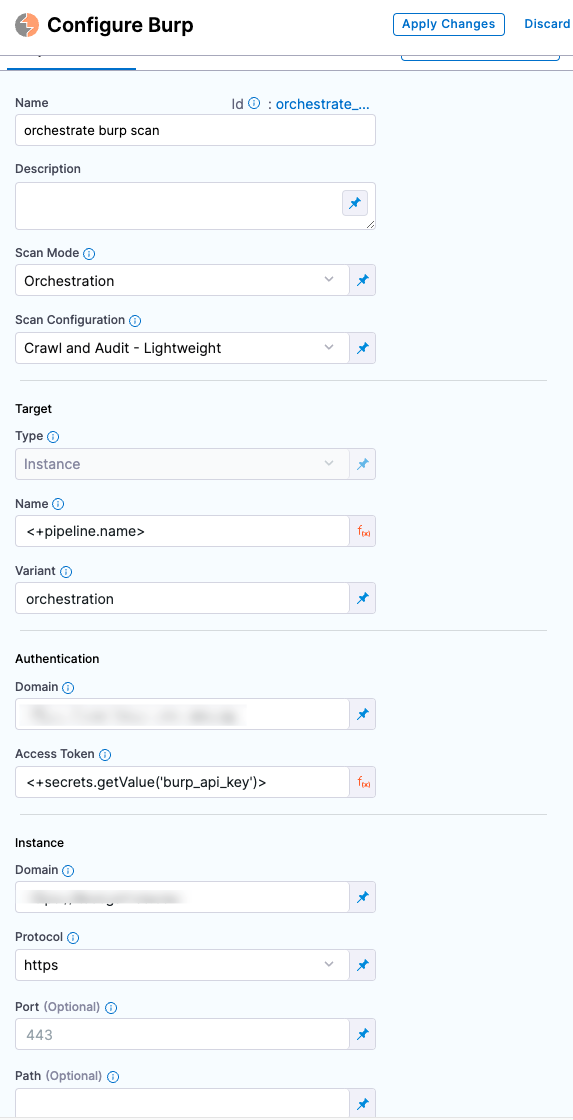 Configure Burp
Apply Changes
Discard
Name
Id : orchestrate_...
orchestrate burp scan
Description
Scan Mode
Orchestration
Scan Configuration
Crawl and Audit - Lightweight
Target
Type
Instance
Name
<+pipeline.name>
f(x)
Variant
orchestration
Authentication
Domain
Access Token
<+secrets.getValue('burp_api_key')>
f(x)
Instance
Domain
Protocol
https
Port (Optional)
443
Path (Optional)